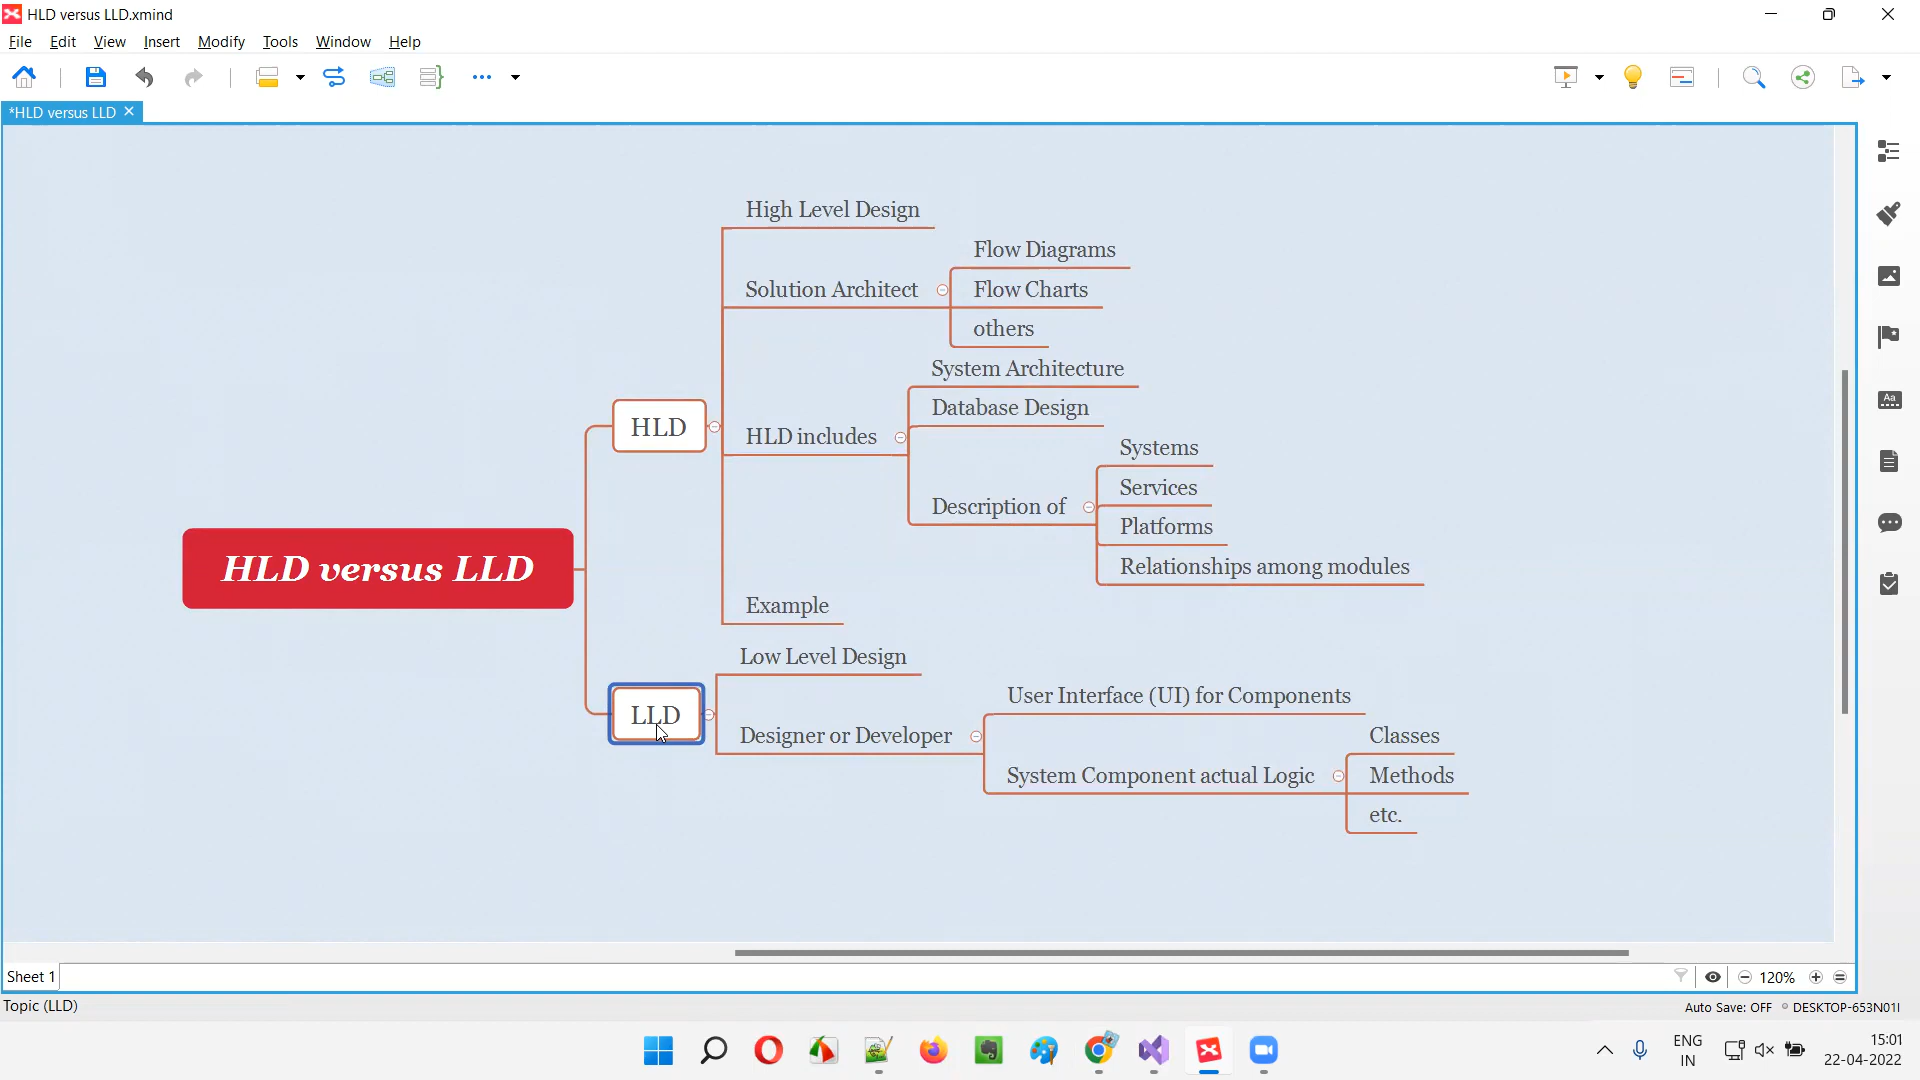 HLD versus LLD.xmind
File Edit View Insert Modify Tools Window Help
*HLD versus LLD
High Level Design
Flow Diagrams
Solution Architect
Flow Charts
others
System Architecture
Database Design
HLD
HLD includes
Systems
Services
Description of
Platforms
Relationships among modules
HLD versus LLD
Example
Low Level Design
User Interface (UI) for Components
LLD
Designer or Developer
Classes
System Component actual Logic
Methods
etc.
Aa
Sheet 1
120%
Topic (LLD)
Auto Save: OFF
DESKTOP-653N01I
ENG
IN
15:01
22-04-2022